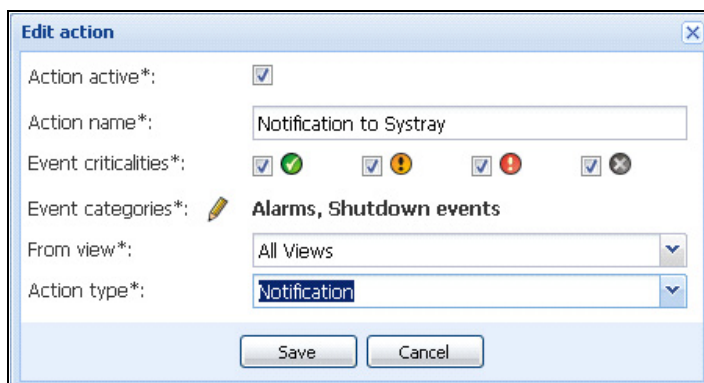 Edit action
Action active*:
Action name*: Notification to Systray
Event criticalities*:
Event categories*: Alarms, Shutdown events
From view*: All Views
Action type*: Notification
Save Cancel